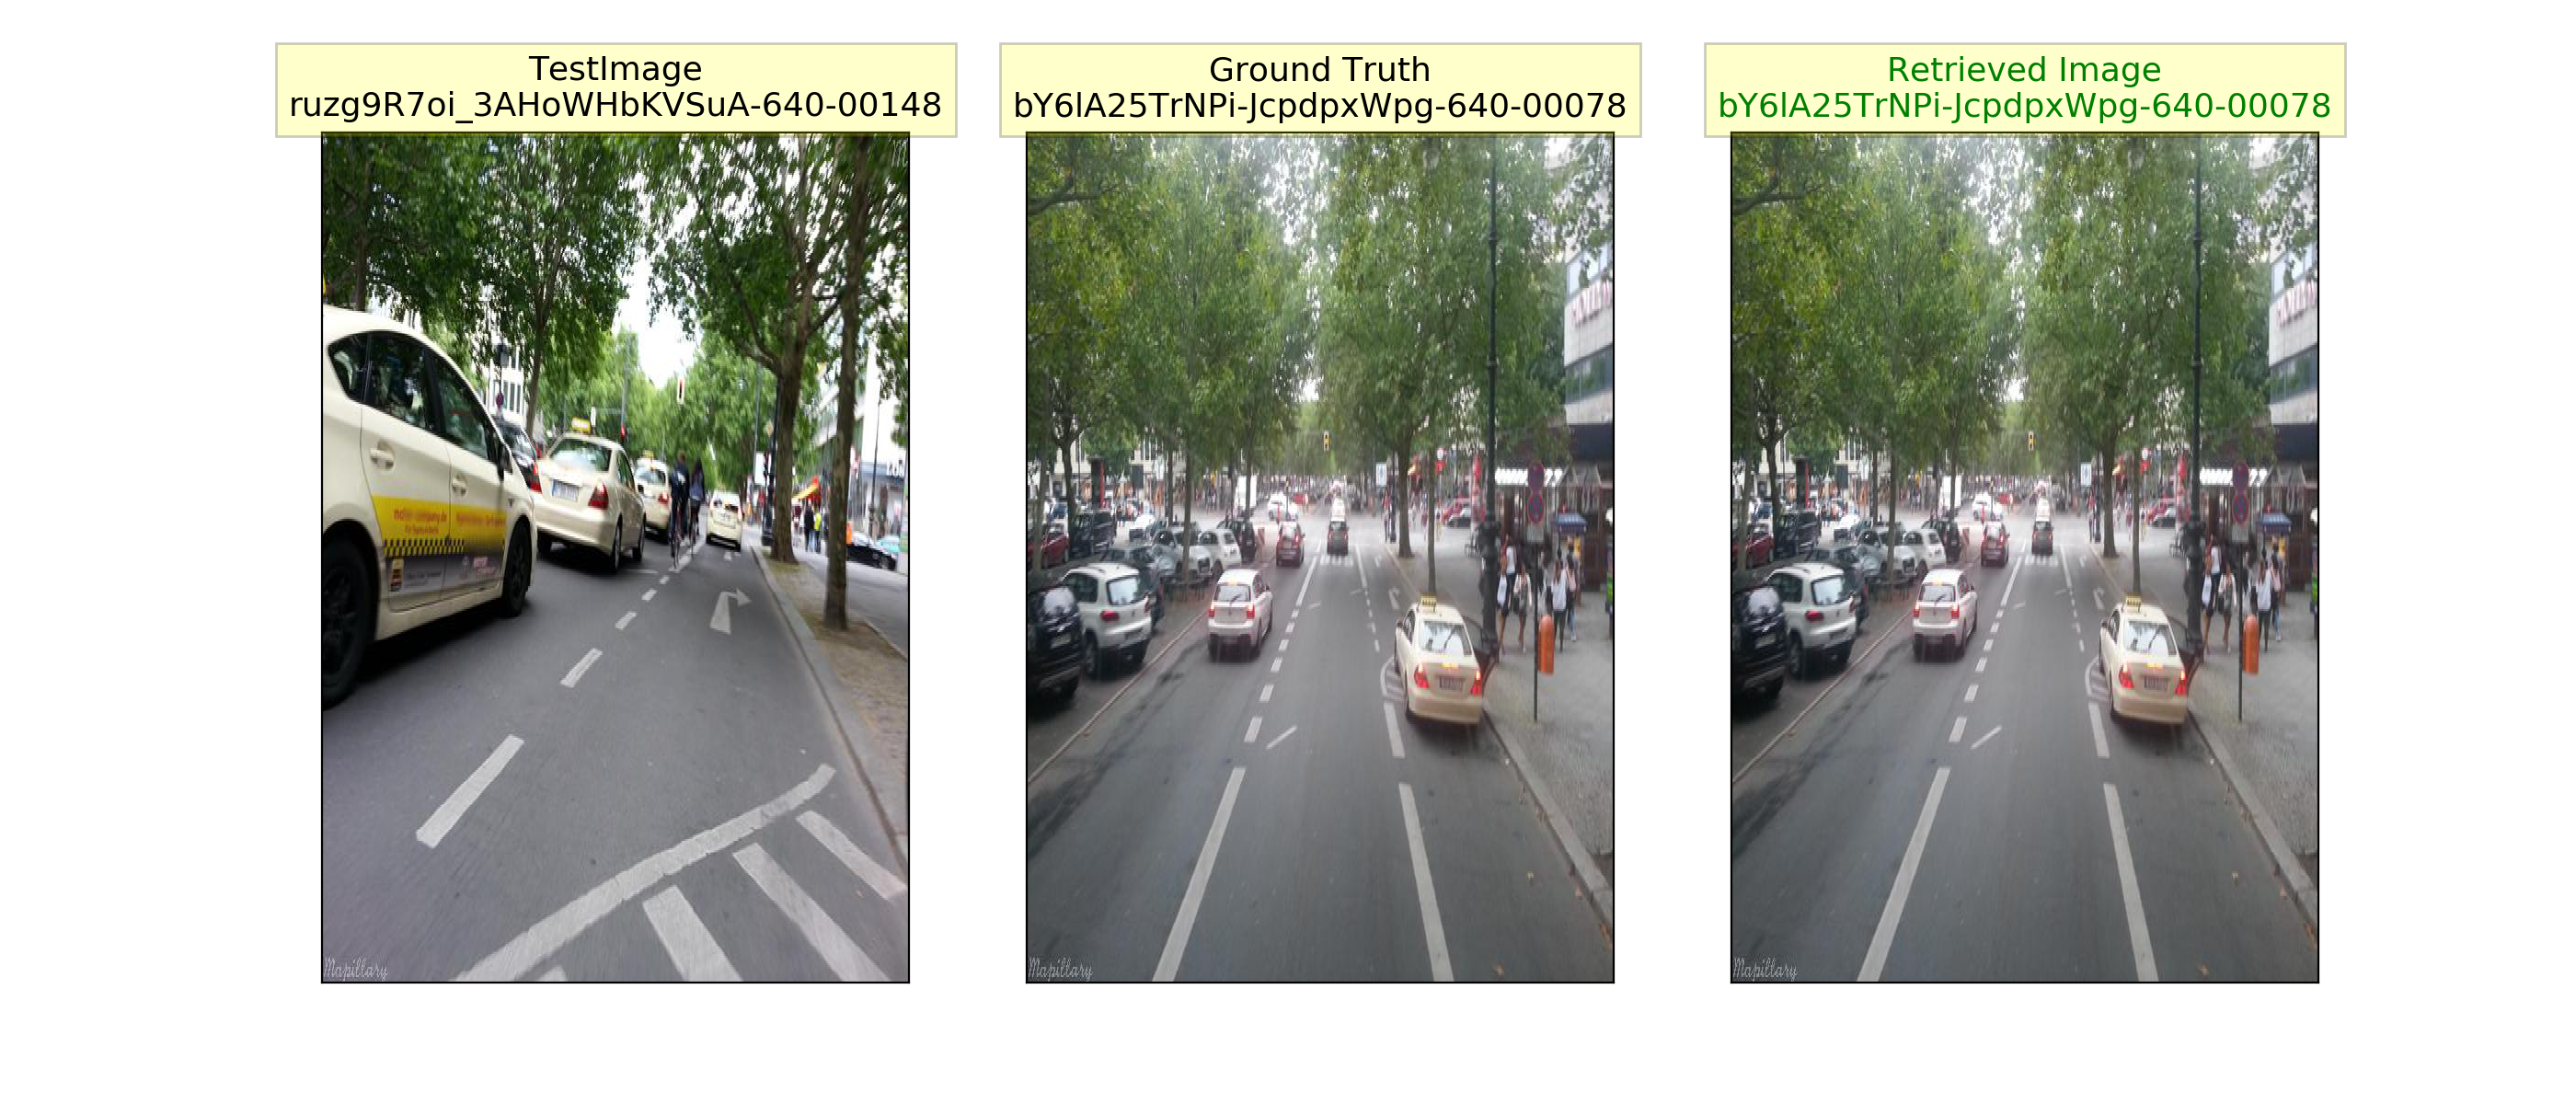 TestImage
ruzg9R7oi_3AHoWHbKVSuA-640-00148
Ground Truth
bY6lA25TrNPi-JcpdpxWpg-640-00078
Retrieved Image
bY6lA25TrNPi-JcpdpxWpg-640-00078
Mapillary
Mapillary
Mapillary